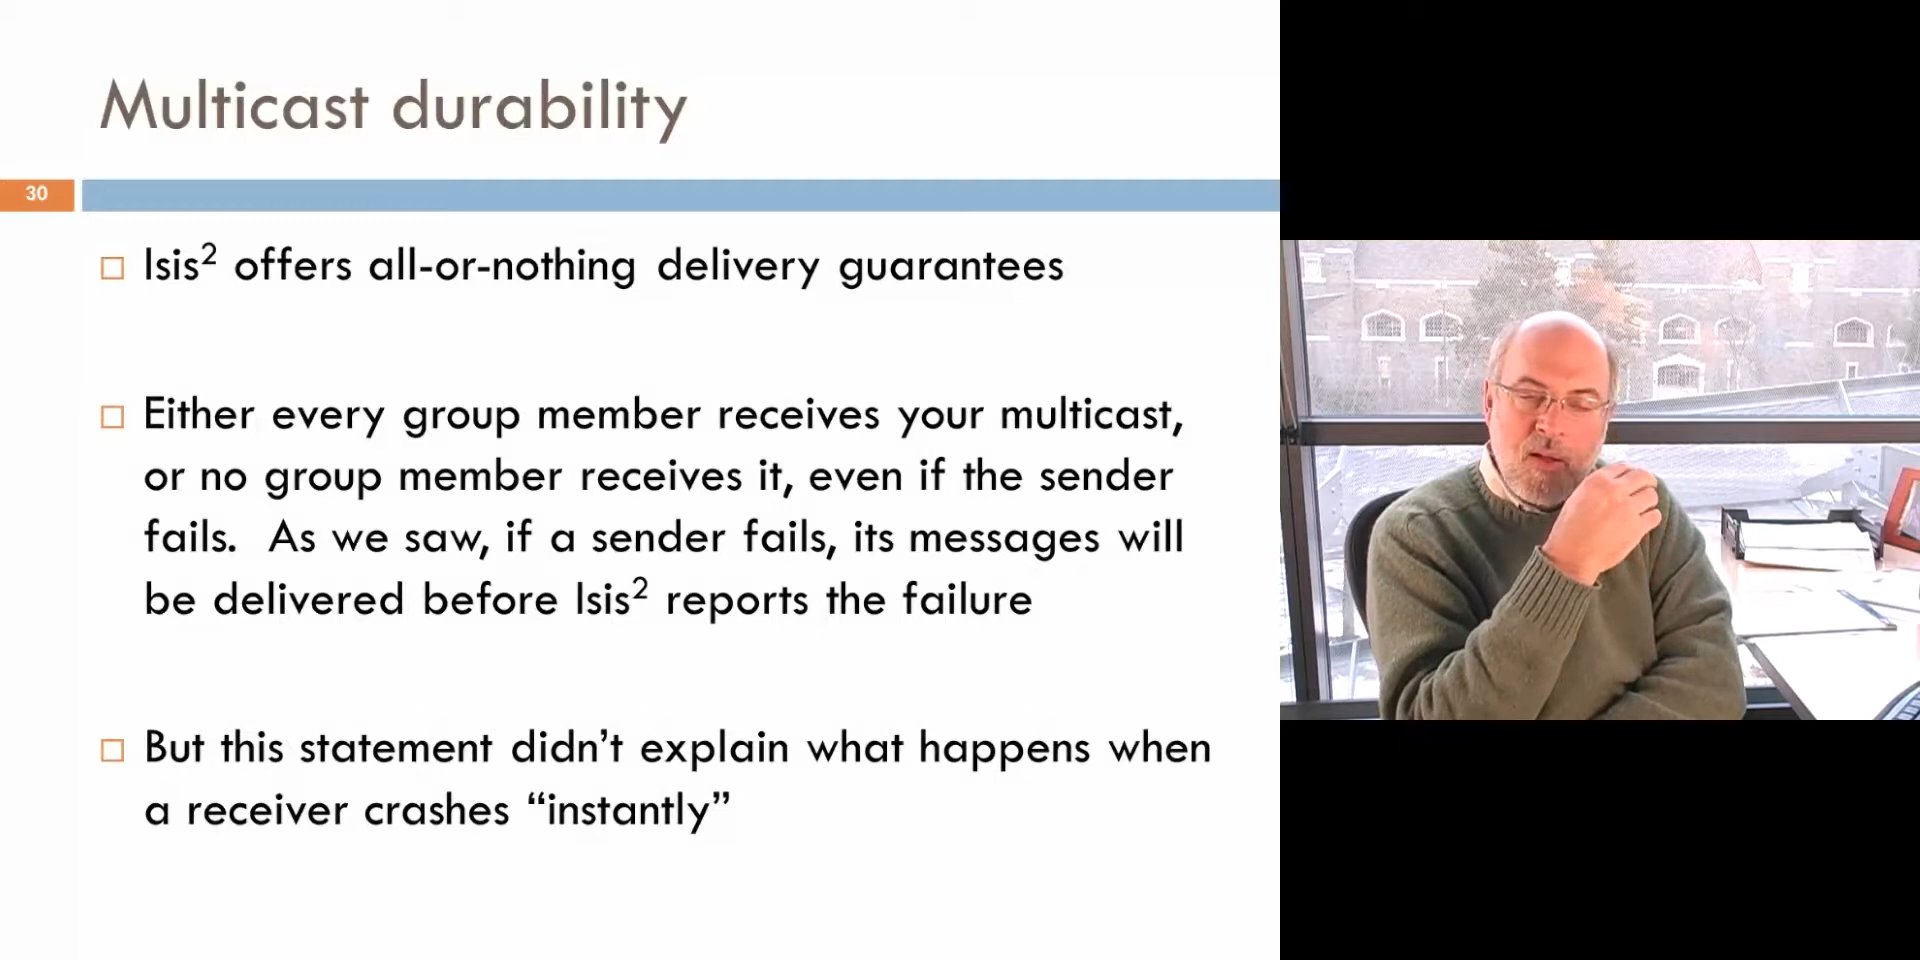 Multicast durability
30
Isis² offers all-or-nothing delivery guarantees
Either every group member receives your multicast,
or no group member receives it, even if the sender
fails. As we saw, if a sender fails, its messages will
be delivered before Isis² reports the failure
But this statement didn’t explain what happens when
a receiver crashes “instantly”